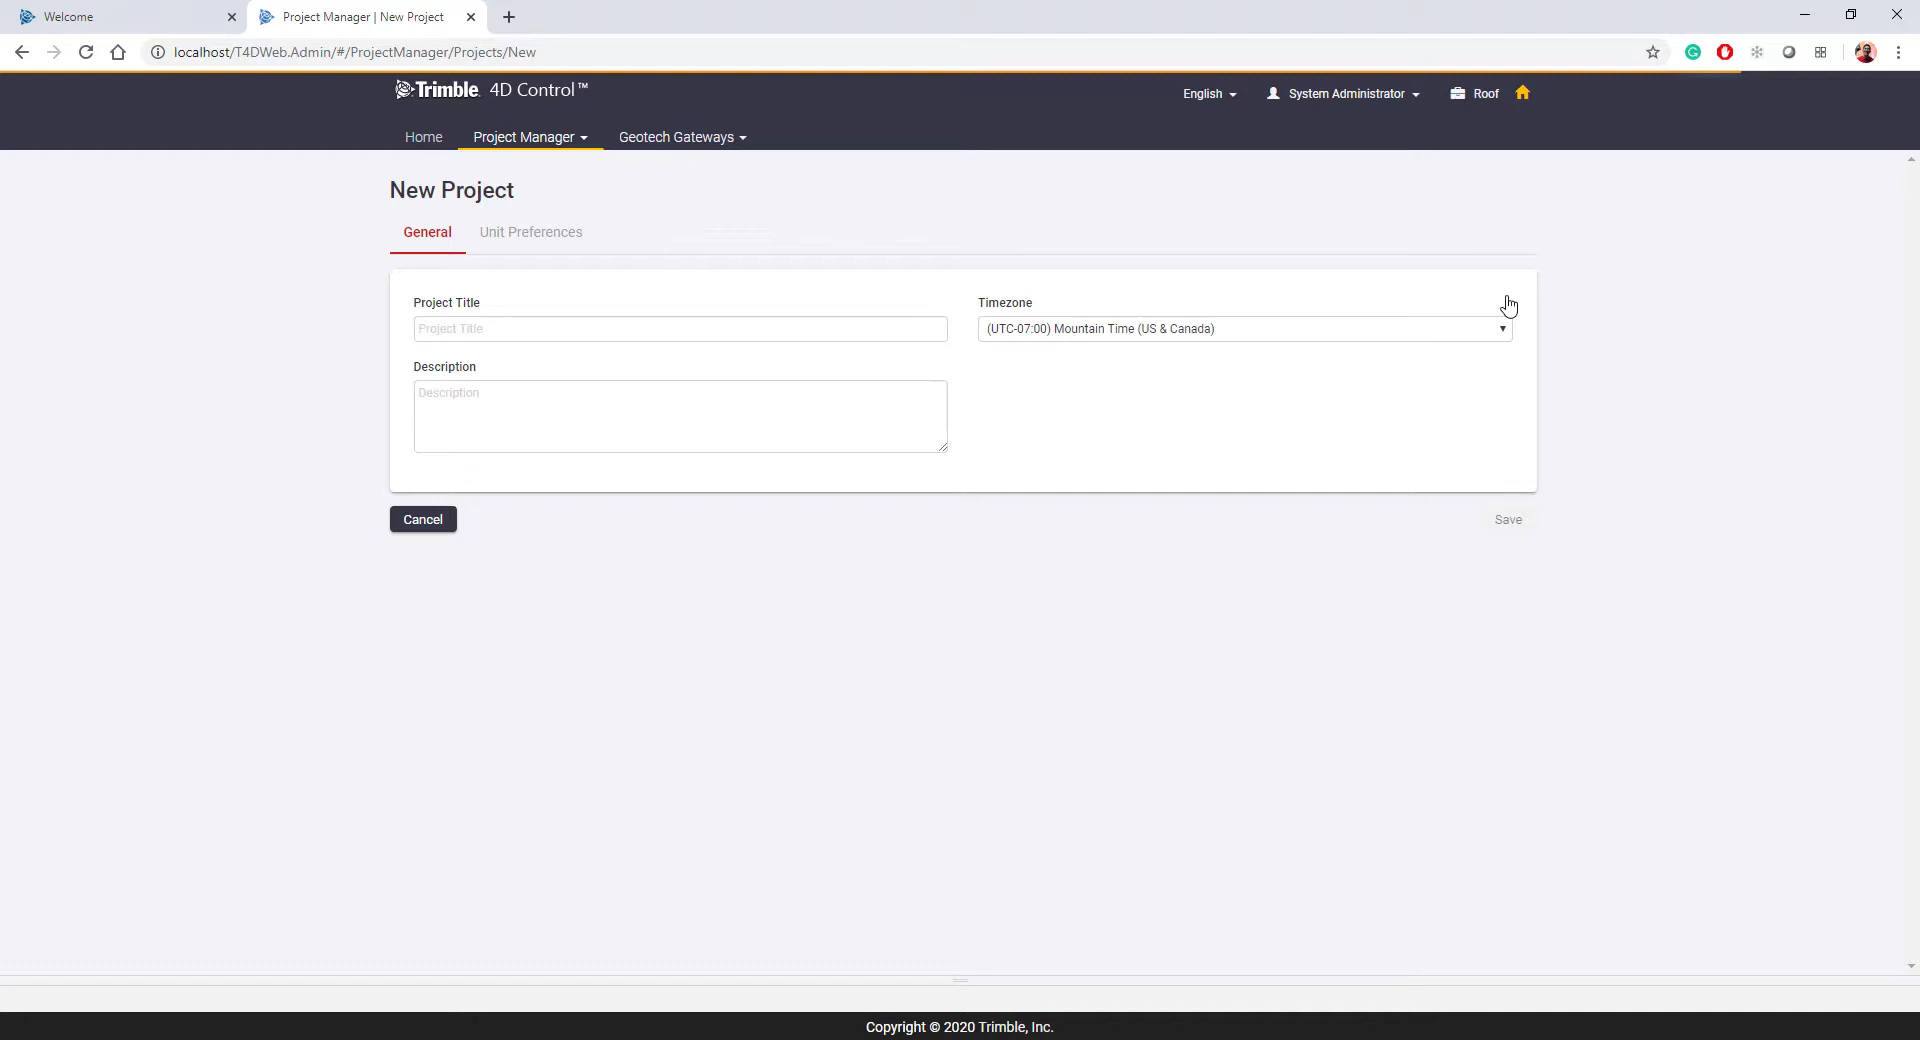 Welcome
Project Manager | New Project
localhost/T4DWeb.Admin/#/ProjectManager/Projects/New
Trimble 4D Control™
English
System Administrator
Roof
Home
Project Manager
Geotech Gateways
New Project
General
Unit Preferences
Project Title
Timezone
Project Title
(UTC-07:00) Mountain Time (US & Canada)
Description
Description
Cancel
Save
Copyright © 2020 Trimble, Inc.